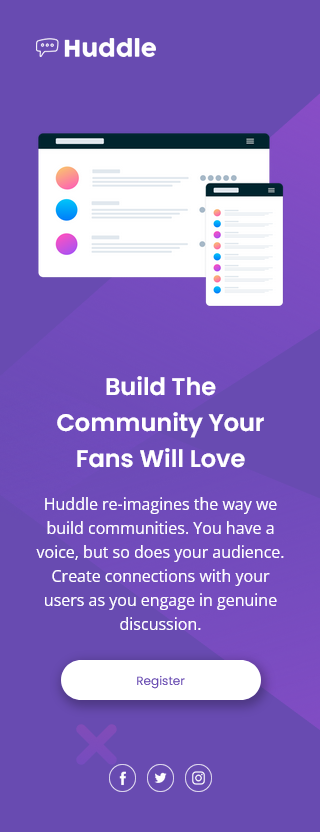 Huddle
Build The
Community Your
Fans Will Love
Huddle re-imagines the way we
build communities. You have a
voice, but so does your audience.
Create connections with your
users as you engage in genuine
discussion.
Register